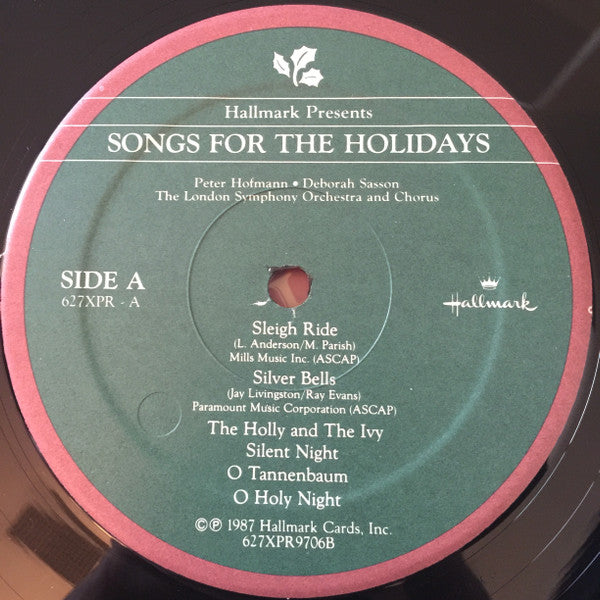 Hallmark Presents
SONGS FOR THE HOLIDAYS
Peter Hofmann • Deborah Sasson
The London Symphony Orchestra and Chorus
SIDE A
627XPR - A
Hallmark
Sleigh Ride
(L. Anderson/M. Parish)
Mills Music Inc. (ASCAP)
Silver Bells
(Jay Livingston/Ray Evans)
Paramount Music Corporation (ASCAP)
The Holly and The Ivy
Silent Night
O Tannenbaum
O Holy Night
©℗ 1987 Hallmark Cards, Inc.
627XPR9706B